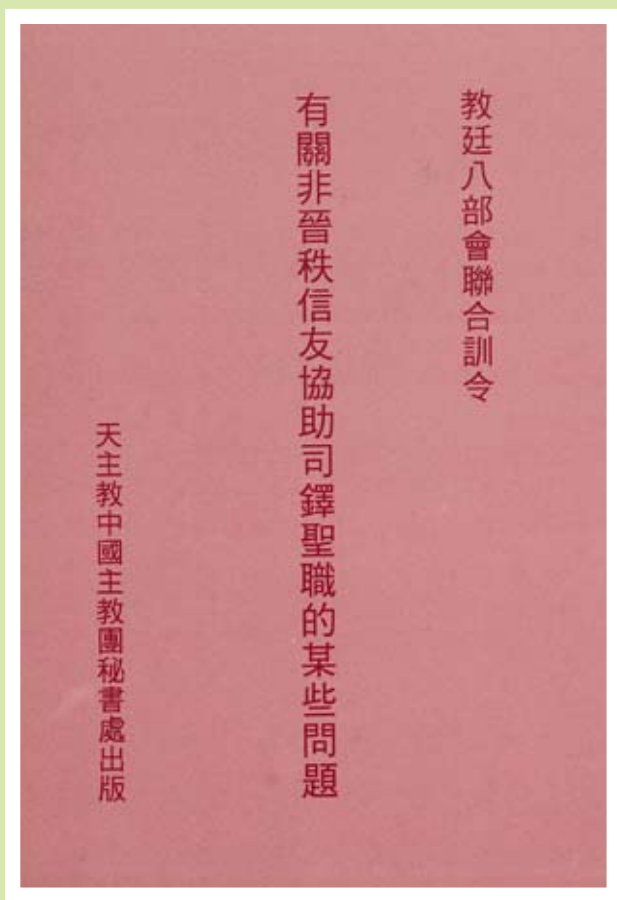 教廷八部會聯合訓令
有關非晉秩信友協助司鐸聖職的某些問題
天主教中國主教團秘書處出版